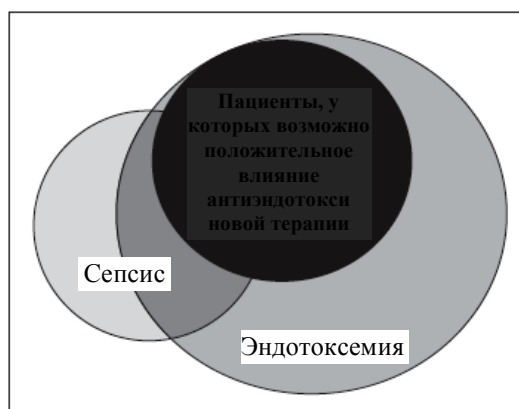 Пациенты, у
которых возможно
положительное
влияние
антиэндотокси
новой терапии
Сепсис
Эндотоксемия